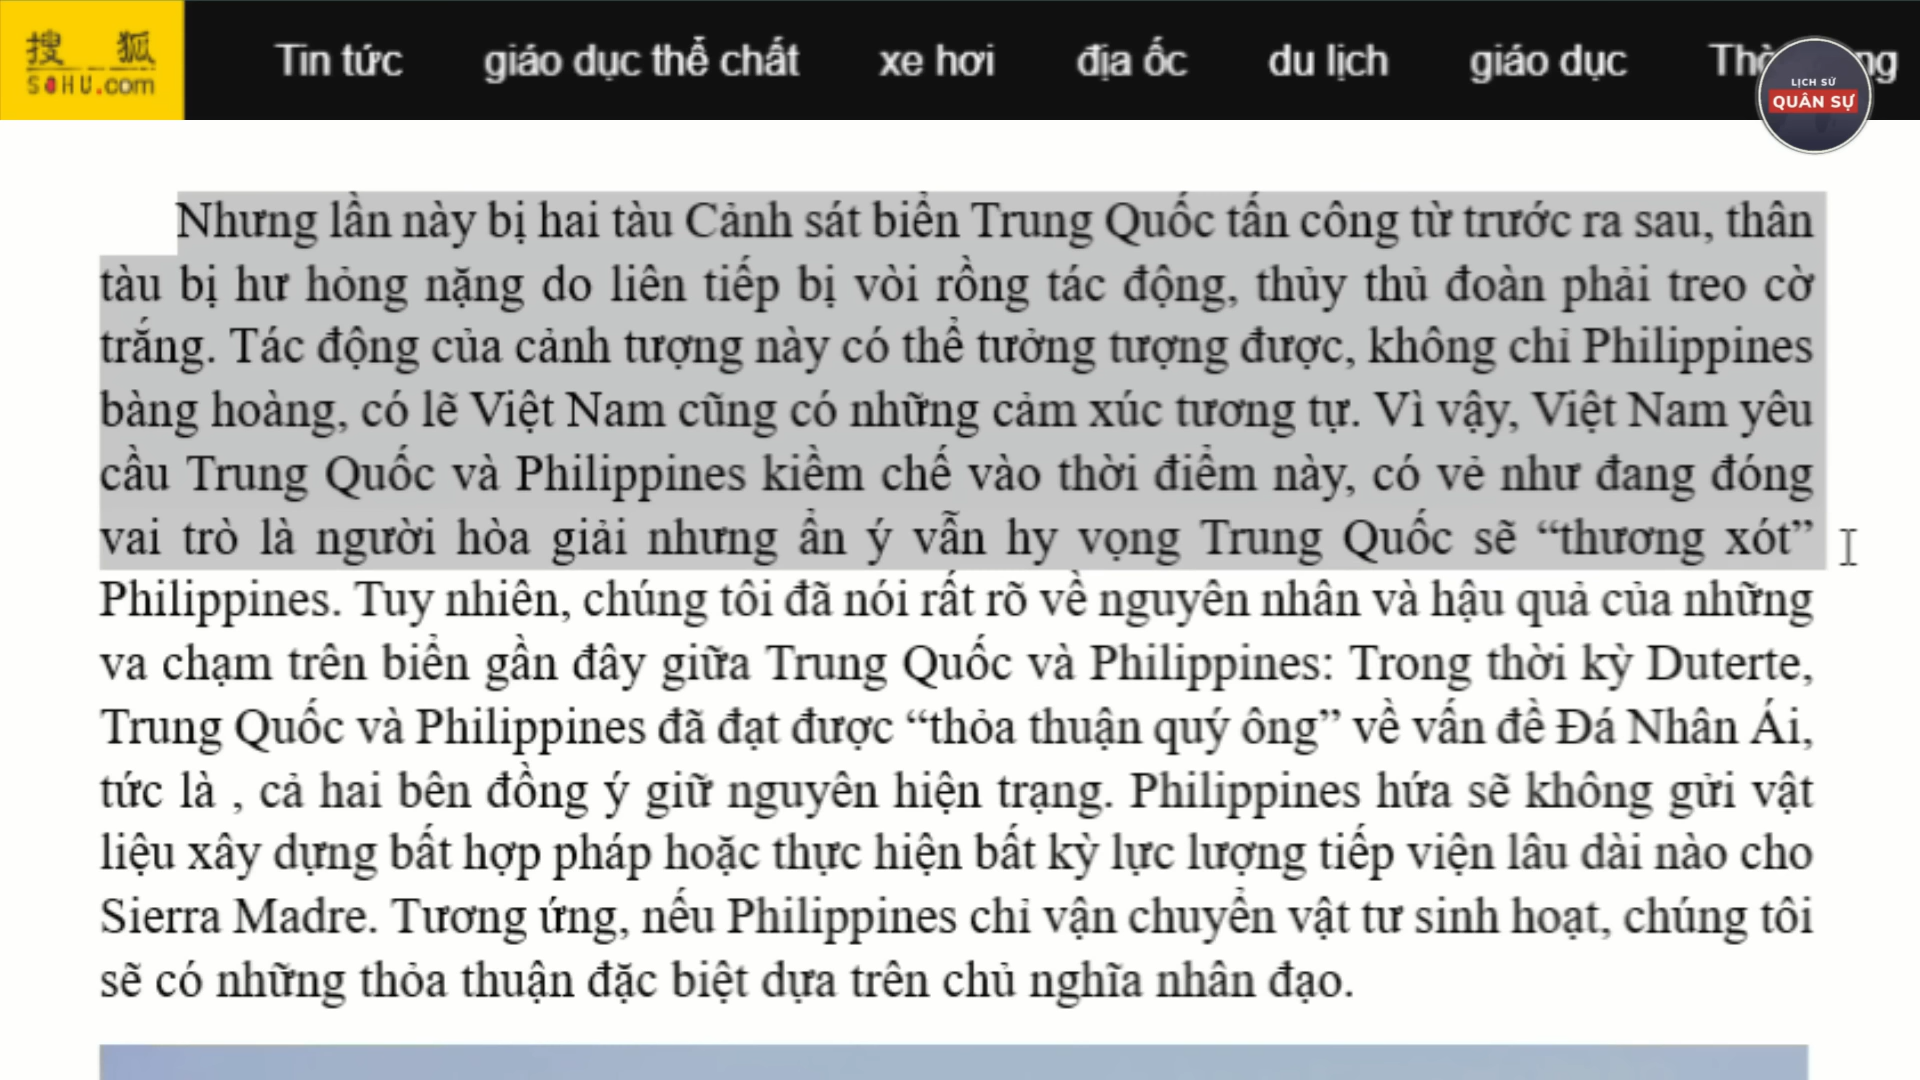 搜 狐
SOHU.com
Tin tức giáo dục thể chất xe hơi địa ốc du lịch giáo dục
LỊCH SỬ
QUÂN SỰ
Nhưng lần này bị hai tàu Cảnh sát biển Trung Quốc tấn công từ trước ra sau, thân
tàu bị hư hỏng nặng do liên tiếp bị vòi rồng tác động, thủy thủ đoàn phải treo cờ
trắng. Tác động của cảnh tượng này có thể tưởng tượng được, không chỉ Philippines
bàng hoàng, có lẽ Việt Nam cũng có những cảm xúc tương tự. Vì vậy, Việt Nam yêu
cầu Trung Quốc và Philippines kiềm chế vào thời điểm này, có vẻ như đang đóng
vai trò là người hòa giải nhưng ẩn ý vẫn hy vọng Trung Quốc sẽ “thương xót”
Philippines. Tuy nhiên, chúng tôi đã nói rất rõ về nguyên nhân và hậu quả của những
va chạm trên biển gần đây giữa Trung Quốc và Philippines: Trong thời kỳ Duterte,
Trung Quốc và Philippines đã đạt được “thỏa thuận quý ông” về vấn đề Đá Nhân Ái,
tức là , cả hai bên đồng ý giữ nguyên hiện trạng. Philippines hứa sẽ không gửi vật
liệu xây dựng bất hợp pháp hoặc thực hiện bất kỳ lực lượng tiếp viện lâu dài nào cho
Sierra Madre. Tương ứng, nếu Philippines chỉ vận chuyển vật tư sinh hoạt, chúng tôi
sẽ có những thỏa thuận đặc biệt dựa trên chủ nghĩa nhân đạo.